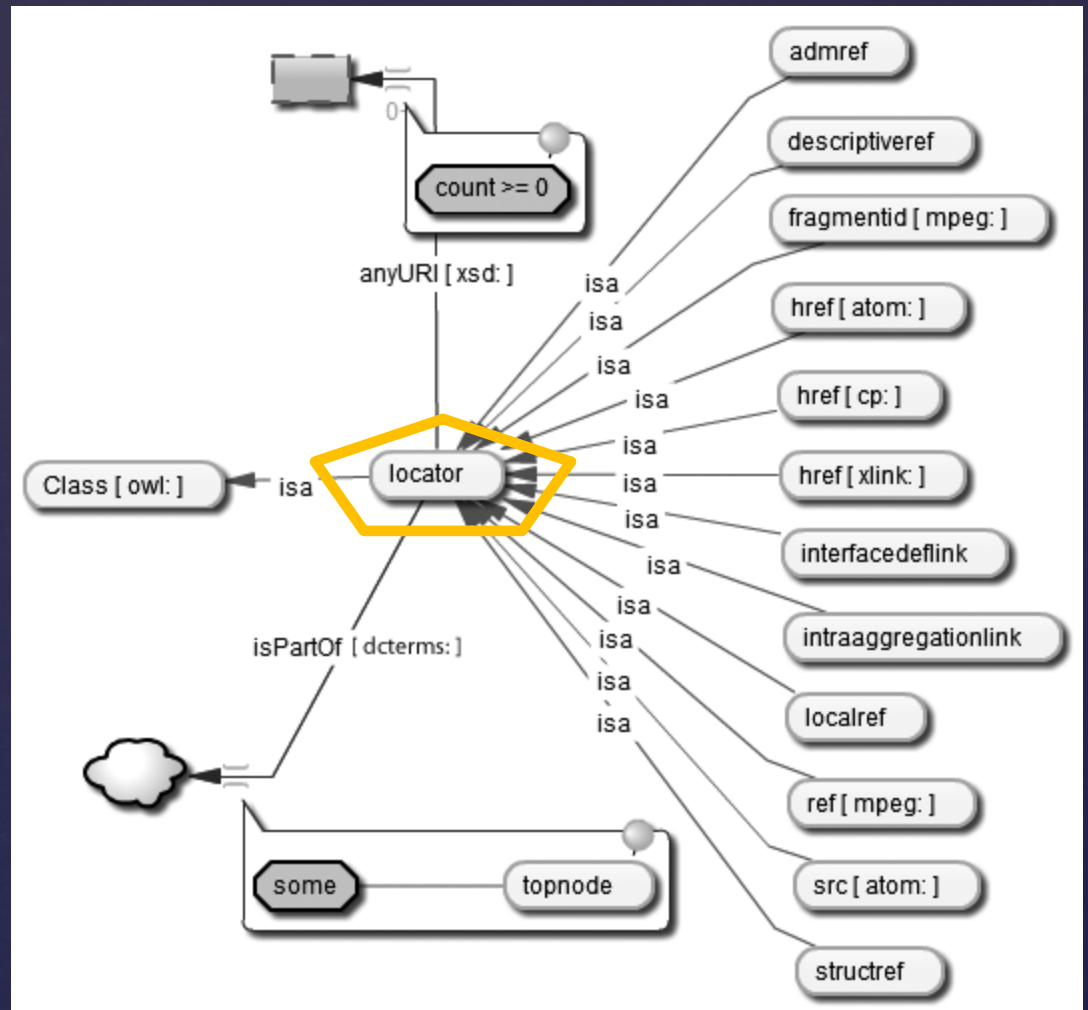 admref
descriptiveref
0
count >= 0
fragmentid [ mpeg: ]
anyURI [ xsd: ]
isa
href [ atom: ]
isa
isa
isa
href [ cp: ]
isa
locator
href [ xlink: ]
Class [ owl: ]
isa
isa
isa
interfacedeflink
isa
isa
intraaggregationlink
isPartOf [ dcterms: ]
isa
isa
localref
isa
ref [ mpeg: ]
some
topnode
src [ atom: ]
structref